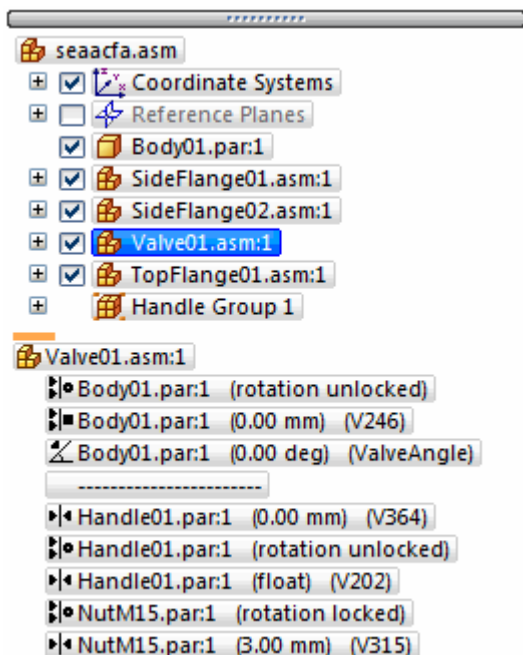 seaacfa.asm
Coordinate Systems
Reference Planes
Body01.par:1
SideFlange01.asm:1
SideFlange02.asm:1
Valve01.asm:1
TopFlange01.asm:1
Handle Group 1
Valve01.asm:1
Body01.par:1 (rotation unlocked)
Body01.par:1 (0.00 mm) (V246)
Body01.par:1 (0.00 deg) (ValveAngle)
-----------------------
Handle01.par:1 (0.00 mm) (V364)
Handle01.par:1 (rotation unlocked)
Handle01.par:1 (float) (V202)
NutM15.par:1 (rotation locked)
NutM15.par:1 (3.00 mm) (V315)